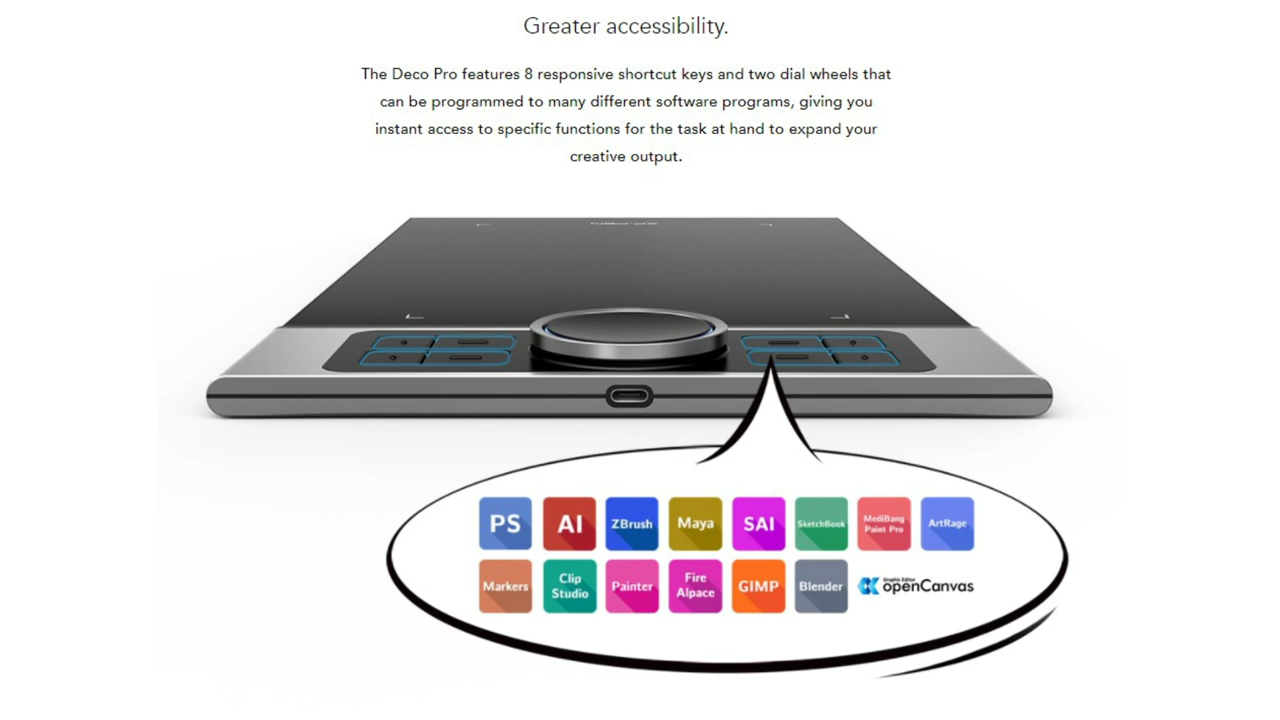 Greater accessibility.
The Deco Pro features 8 responsive shortcut keys and two dial wheels that
can be programmed to many different software programs, giving you
instant access to specific functions for the task at hand to expand your
creative output.
PS
AI
ZBrush
Maya
SAI
SketchBook
MediBang
Paint Pro
ArtRage
Markers
Clip
Studio
Painter
Fire
Alpace
GIMP
Blender
Graphic Editor
openCanvas